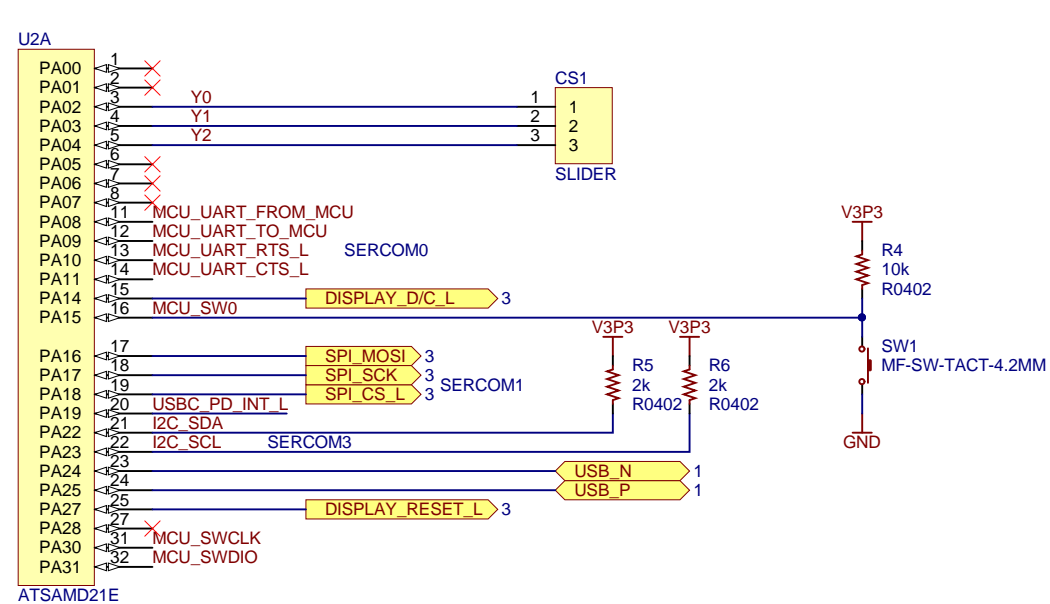 U2A
PA00 1
PA01 2
PA02 3 Y0 1 1
PA03 4 Y1 2 2
PA04 5 Y2 3 3
CS1
SLIDER
PA05 6
PA06 7
PA07 8
PA08 11 MCU_UART_FROM_MCU
PA09 12 MCU_UART_TO_MCU
PA10 13 MCU_UART_RTS_L SERCOM0
PA11 14 MCU_UART_CTS_L
PA14 15 DISPLAY_D/C_L 3
PA15 16 MCU_SW0
V3P3
R4
10k
R0402
SW1
MF-SW-TACT-4.2MM
GND
PA16 17 SPI_MOSI 3
PA17 18 SPI_SCK 3
PA18 19 SPI_CS_L 3
SERCOM1
PA19 20 USBC_PD_INT_L
PA22 21 I2C_SDA
PA23 22 I2C_SCL SERCOM3
V3P3
R5
2k
R0402
V3P3
R6
2k
R0402
PA24 23 USB_N 1
PA25 24 USB_P 1
PA27 25 DISPLAY_RESET_L 3
PA28 27
PA30 31 MCU_SWCLK
PA31 32 MCU_SWDIO
ATSAMD21E